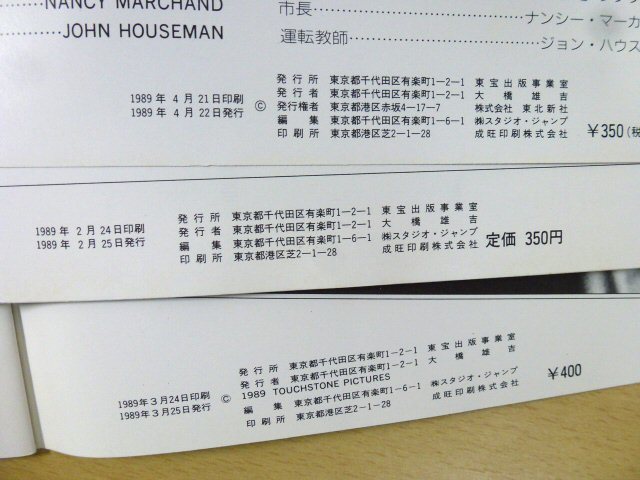 NANCY MARCHAND
市長
ナンシー・マーカ
JOHN HOUSEMAN
運転教師
ジョン・ハウス
1989年 4月21日印刷
1989年 4月22日発行
©
発行所 東京都千代田区有楽町1-2-1 東宝出版事業室
発行者 東京都千代田区有楽町1-2-1 大橋雄吉
発行権者 東京都港区赤坂4-17-7 株式会社 東北新社
編集 東京都千代田区有楽町1-6-1 ㈱スタジオ・ジャンプ
印刷所 東京都港区芝2-1-28 成旺印刷株式会社
¥350(税
1989年 2月24日印刷
1989年 2月25日発行
発行所 東京都千代田区有楽町1-2-1 東宝出版事業室
発行者 東京都千代田区有楽町1-2-1 大橋雄吉
編集 東京都千代田区有楽町1-6-1 ㈱スタジオ・ジャンプ
印刷所 東京都港区芝2-1-28 成旺印刷株式会社
定価 350円
1989年3月24日印刷
1989年3月25日発行
©
発行所 東京都千代田区有楽町1-2-1 東宝出版事業室
発行者 東京都千代田区有楽町1-2-1 大橋雄吉
1989 TOUCHSTONE PICTURES
編集 東京都千代田区有楽町1-6-1 ㈱スタジオ・ジャンプ
印刷所 東京都港区芝2-1-28 成旺印刷株式会社
¥400